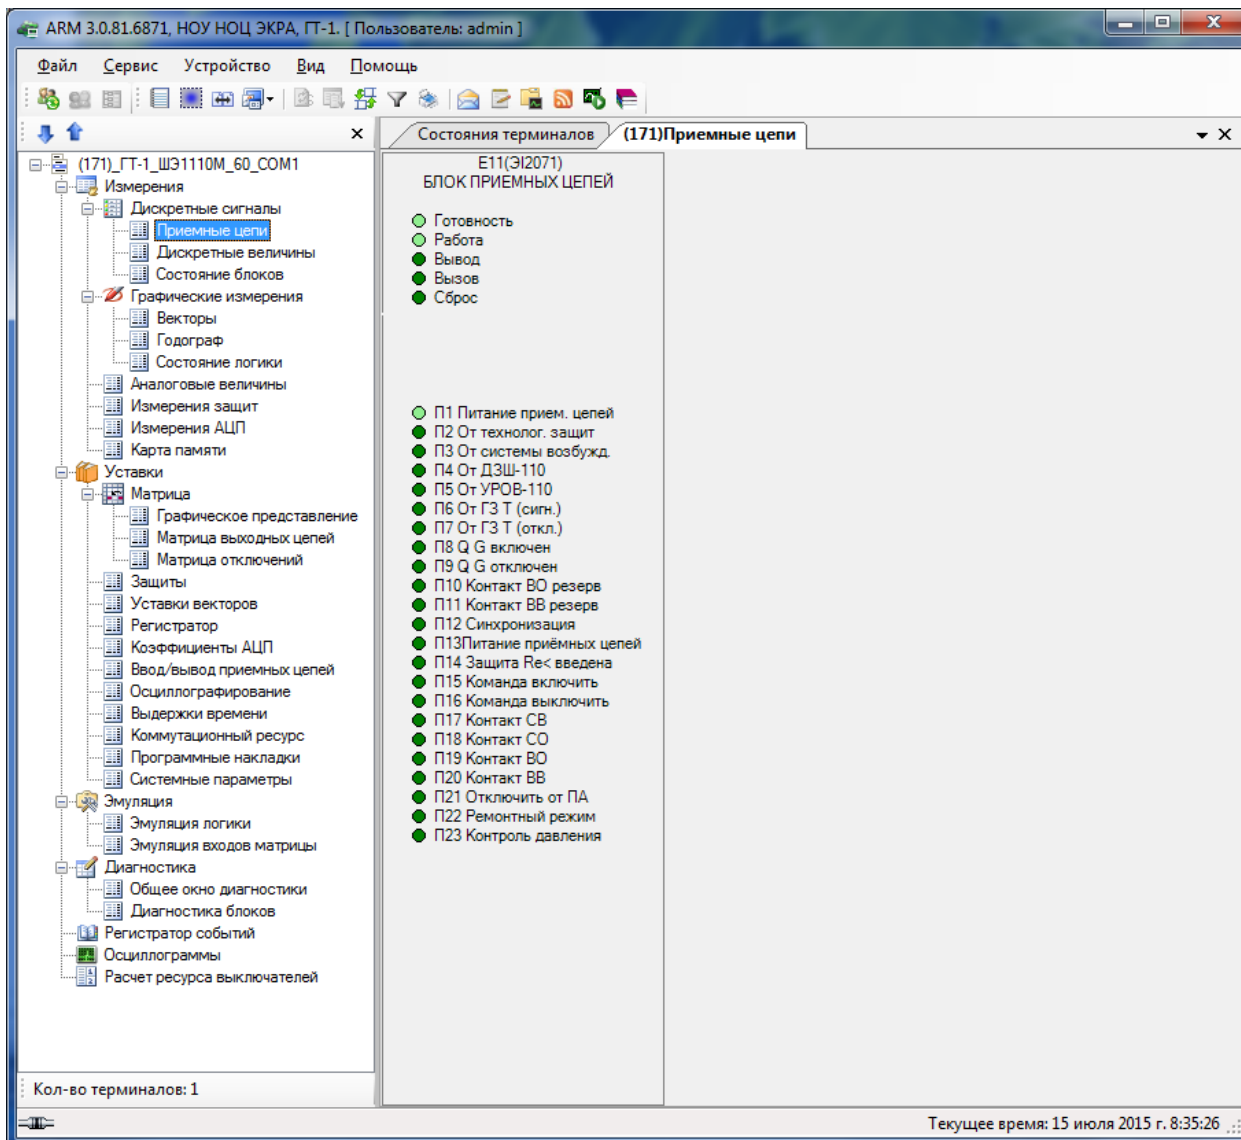 ARM 3.0.81.6871, НОУ НОЦ ЭКРА, ГТ-1. [ Пользователь: admin ]
Файл Сервис Устройство Вид Помощь
Состояния терминалов (171)Приемные цепи
(171)_ГТ-1_ШЭ1110М_60_COM1
Измерения
Дискретные сигналы
Приемные цепи
Дискретные величины
Состояние блоков
Графические измерения
Векторы
Годограф
Состояние логики
Аналоговые величины
Измерения защит
Измерения АЦП
Карта памяти
Уставки
Матрица
Графическое представление
Матрица выходных цепей
Матрица отключений
Защиты
Уставки векторов
Регистратор
Коэффициенты АЦП
Ввод/вывод приемных цепей
Осциллографирование
Выдержки времени
Коммутационный ресурс
Программные накладки
Системные параметры
Эмуляция
Эмуляция логики
Эмуляция входов матрицы
Диагностика
Общее окно диагностики
Диагностика блоков
Регистратор событий
Осциллограммы
Расчет ресурса выключателей
Кол-во терминалов: 1
E11(ЭI2071)
БЛОК ПРИЕМНЫХ ЦЕПЕЙ
Готовность
Работа
Вывод
Вызов
Сброс
П1 Питание прием. цепей
П2 От технолог. защит
П3 От системы возбужд.
П4 От ДЗШ-110
П5 От УРОВ-110
П6 От ГЗ Т (сигн.)
П7 От ГЗ Т (откл.)
П8 Q G включен
П9 Q G отключен
П10 Контакт ВО резерв
П11 Контакт ВВ резерв
П12 Синхронизация
П13Питание приёмных цепей
П14 Защита Re< введена
П15 Команда включить
П16 Команда выключить
П17 Контакт СВ
П18 Контакт СО
П19 Контакт ВО
П20 Контакт ВВ
П21 Отключить от ПА
П22 Ремонтный режим
П23 Контроль давления
Текущее время: 15 июля 2015 г. 8:35:26